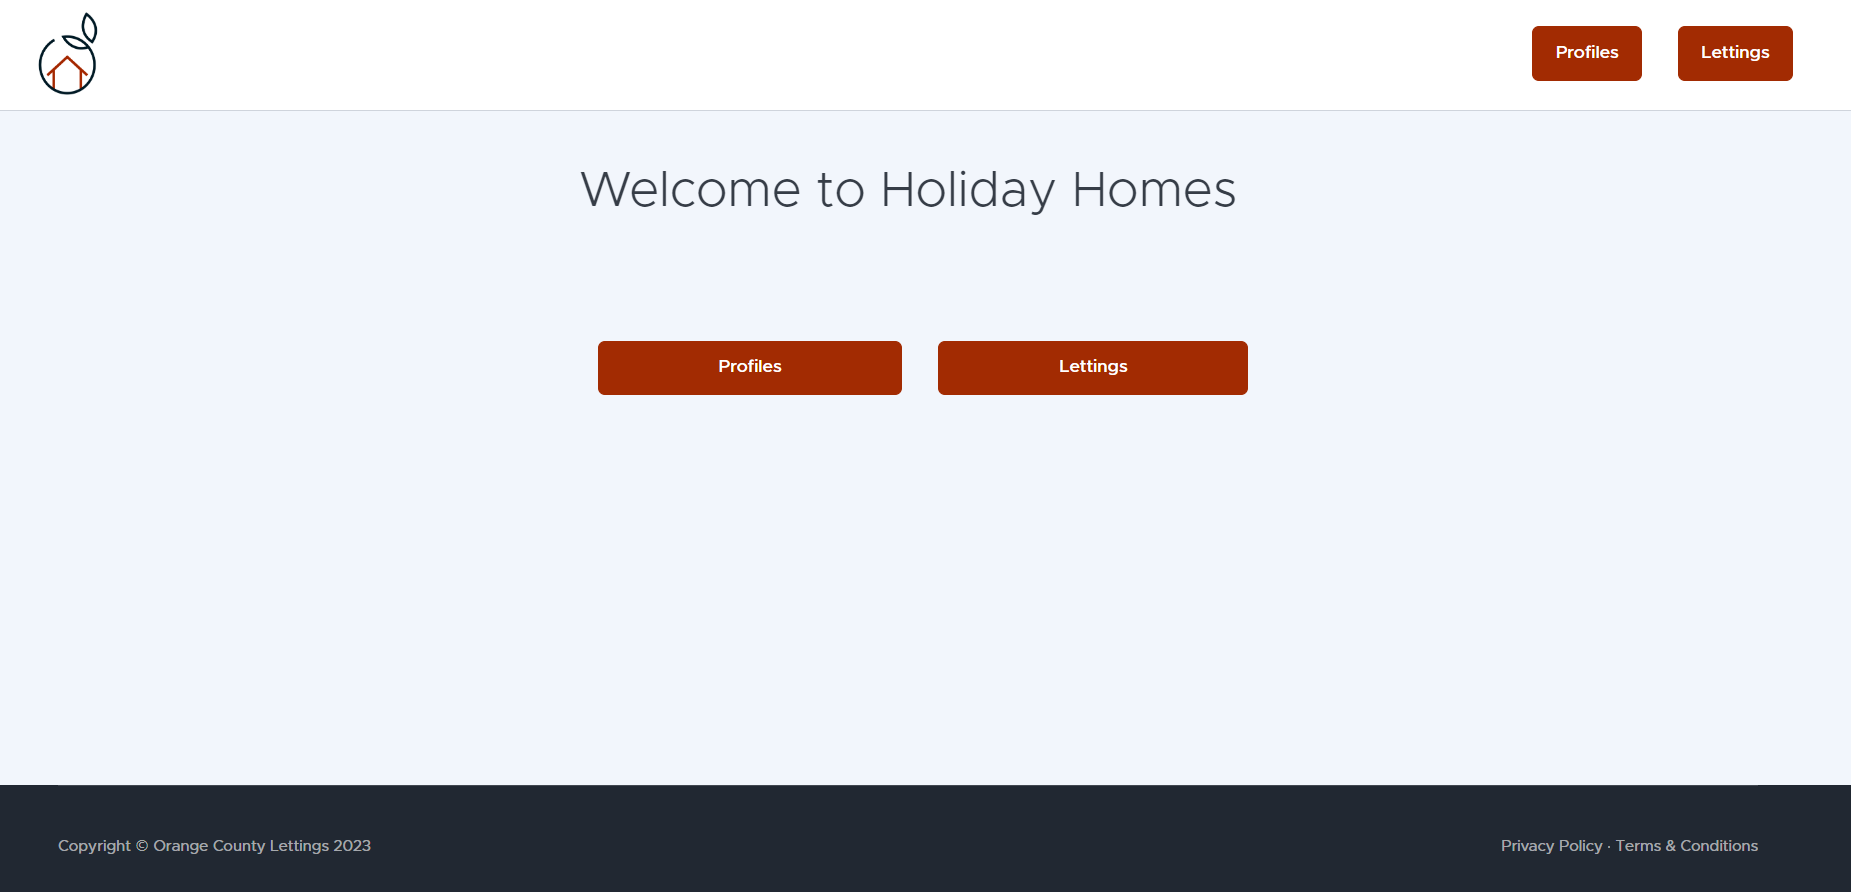 Profiles Lettings
Welcome to Holiday Homes
Profiles Lettings
Copyright © Orange County Lettings 2023
Privacy Policy · Terms & Conditions